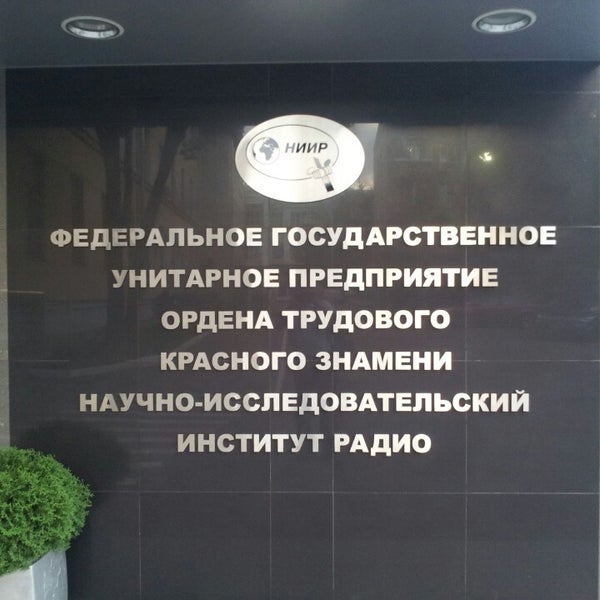 НИИР
ФЕДЕРАЛЬНОЕ ГОСУДАРСТВЕННОЕ
УНИТАРНОЕ ПРЕДПРИЯТИЕ
ОРДЕНА ТРУДОВОГО
КРАСНОГО ЗНАМЕНИ
НАУЧНО-ИССЛЕДОВАТЕЛЬСКИЙ
ИНСТИТУТ РАДИО